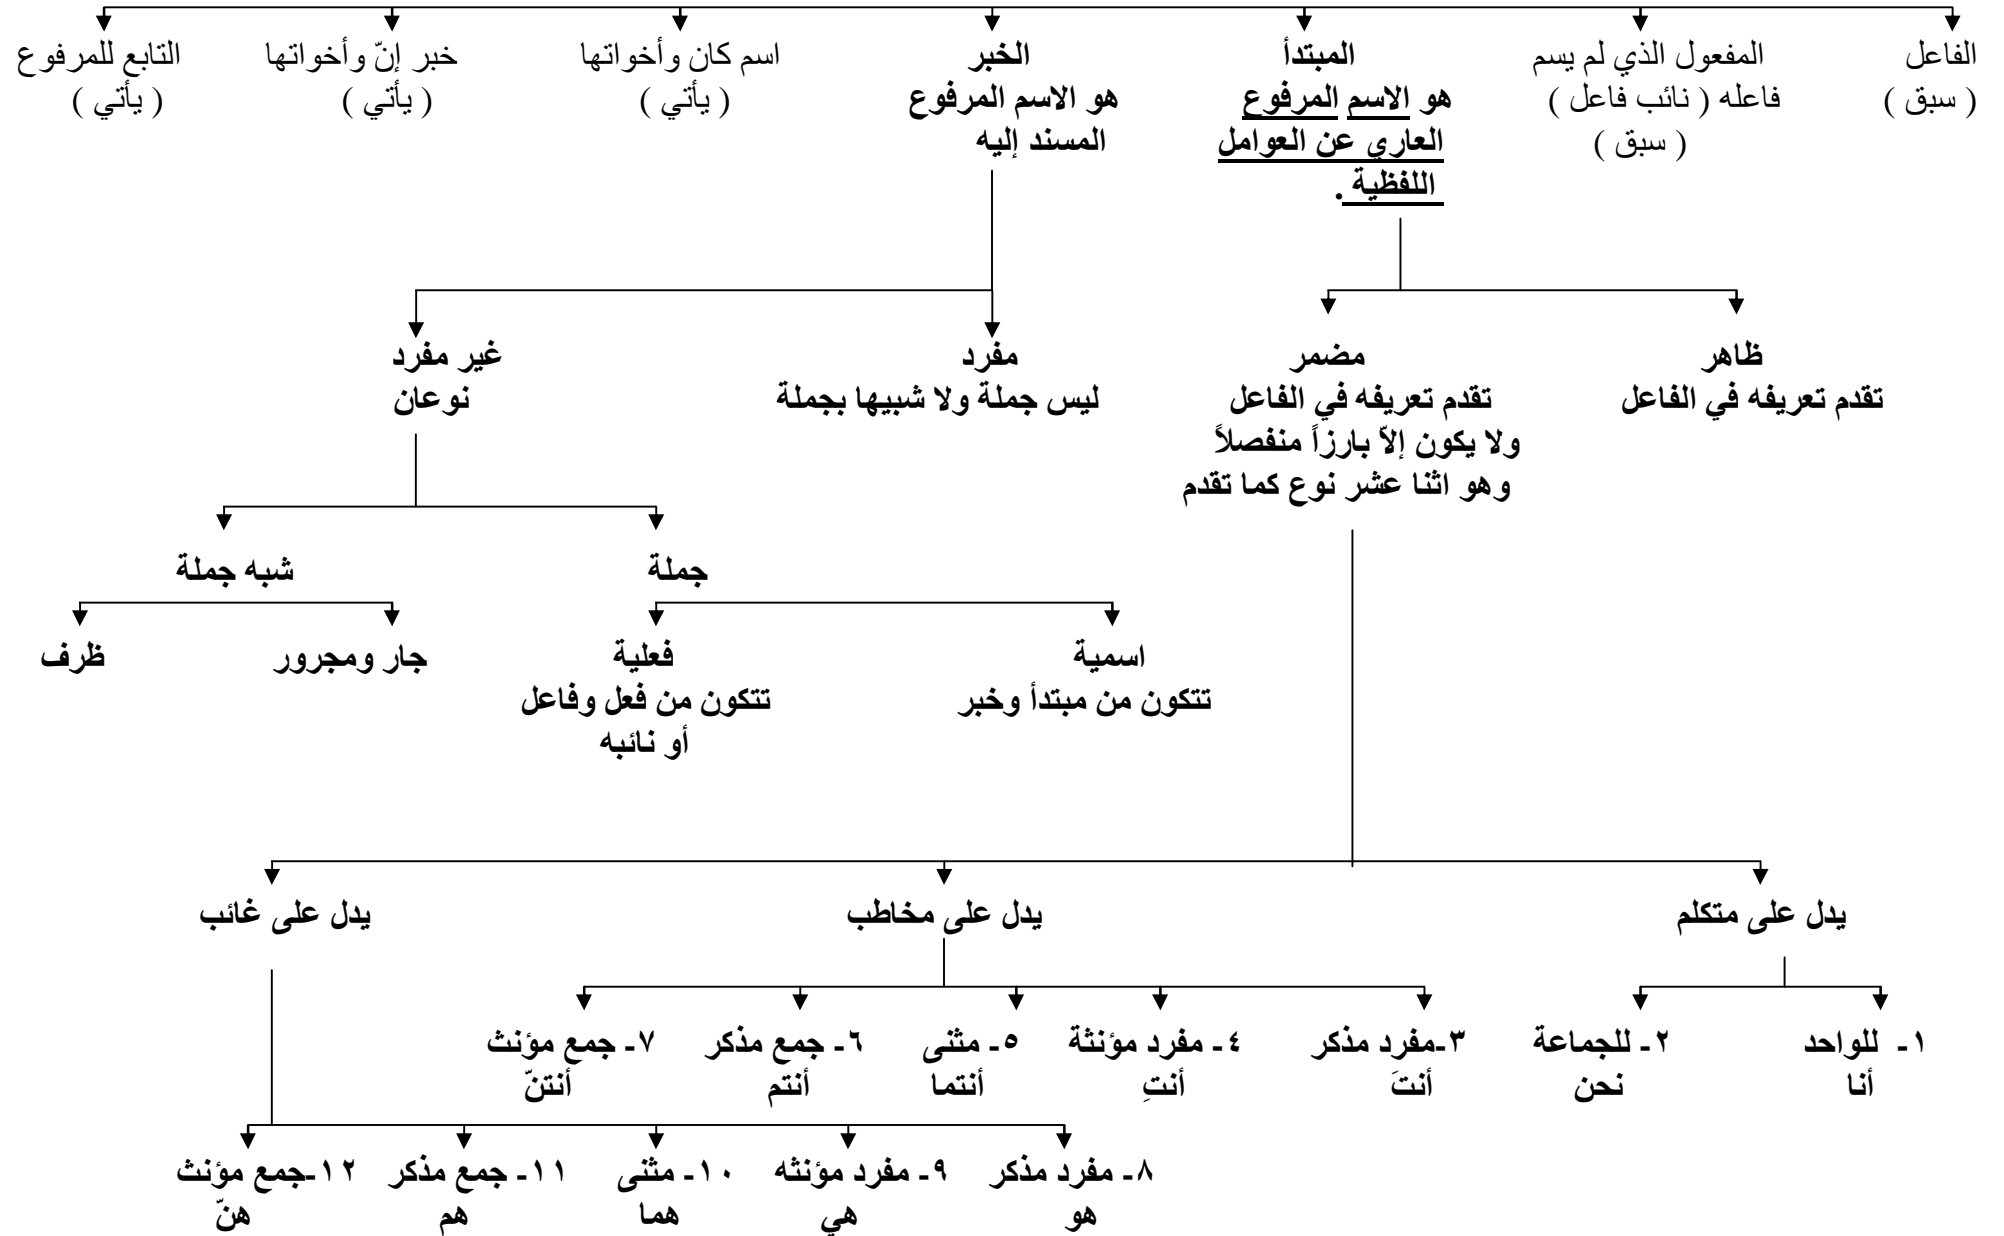 الفاعل
( سبق )
المفعول الذي لم يسم
فاعله ( نائب فاعل )
( سبق )
المبتدأ
هو الاسم المرفوع
العاري عن العوامل
اللفظية .
الخبر
هو الاسم المرفوع
المسند إليه
اسم كان وأخواتها
( يأتي )
خبر إنّ وأخواتها
( يأتي )
التابع للمرفوع
( يأتي )
ظاهر
تقدم تعريفه في الفاعل
مضمر
تقدم تعريفه في الفاعل
ولا يكون إلاّ بارزاً منفصلاً
وهو اثنا عشر نوع كما تقدم
مفرد
ليس جملة ولا شبيها بجملة
غير مفرد
نوعان
جملة
شبه جملة
اسمية
تتكون من مبتدأ وخبر
فعلية
تتكون من فعل وفاعل
أو نائبه
جار ومجرور
ظرف
يدل على متكلم
يدل على مخاطب
يدل على غائب
١- للواحد
أنا
٢- للجماعة
نحن
٣-مفرد مذكر
أنتَ
٤- مفرد مؤنثة
أنتِ
٥- مثنى
أنتما
٦- جمع مذكر
أنتم
٧- جمع مؤنث
أنتنّ
٨- مفرد مذكر
هو
٩- مفرد مؤنثه
هي
١٠- مثنى
هما
١١- جمع مذكر
هم
١٢-جمع مؤنث
هنّ